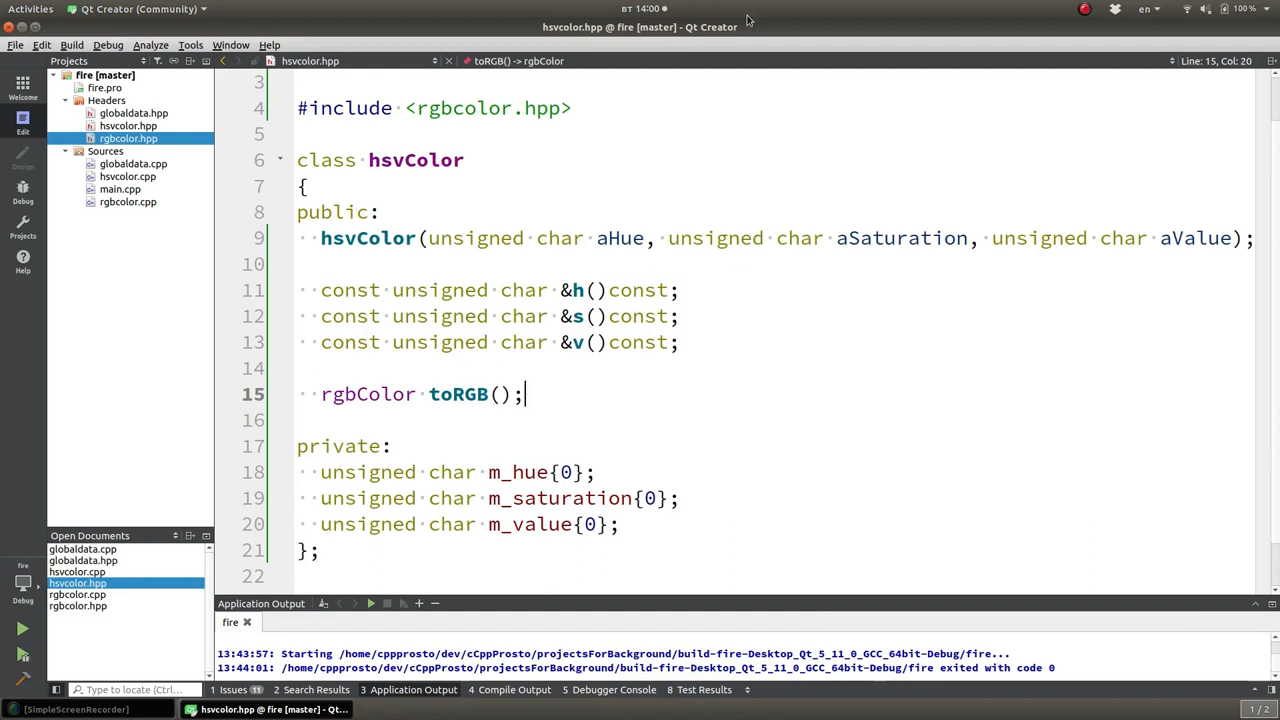 Activities
Qt Creator (Community)
ВТ 14:00
en
100 %
hsvcolor.hpp @ fire [master] - Qt Creator
File Edit Build Debug Analyze Tools Window Help
Projects
hsvcolor.hpp
toRGB() -> rgbColor
Line: 15, Col: 20
Welcome
Edit
Design
Debug
Projects
Help
fire [master]
fire.pro
Headers
globaldata.hpp
hsvcolor.hpp
rgbcolor.hpp
Sources
globaldata.cpp
hsvcolor.cpp
main.cpp
rgbcolor.cpp
3
4 #include <rgbcolor.hpp>
5
6 class hsvColor
7 {
8 public:
9 hsvColor(unsigned char aHue, unsigned char aSaturation, unsigned char aValue);
10
11 const unsigned char &h()const;
12 const unsigned char &s()const;
13 const unsigned char &v()const;
14
15 rgbColor toRGB();
16
17 private:
18 unsigned char m_hue{0};
19 unsigned char m_saturation{0};
20 unsigned char m_value{0};
21 };
22
Open Documents
globaldata.cpp
globaldata.hpp
hsvcolor.cpp
hsvcolor.hpp
rgbcolor.cpp
rgbcolor.hpp
fire
Debug
Application Output
fire
13:43:57: Starting /home/cppprosto/dev/cCppProsto/projectsForBackground/build-fire-Desktop_Qt_5_11_0_GCC_64bit-Debug/fire...
13:44:01: /home/cppprosto/dev/cCppProsto/projectsForBackground/build-fire-Desktop_Qt_5_11_0_GCC_64bit-Debug/fire exited with code 0
Type to locate (Ctrl...
1 Issues 11
2 Search Results
3 Application Output
4 Compile Output
5 Debugger Console
8 Test Results
[SimpleScreenRecorder]
hsvcolor.hpp @ fire [master] - Qt...
1 / 2